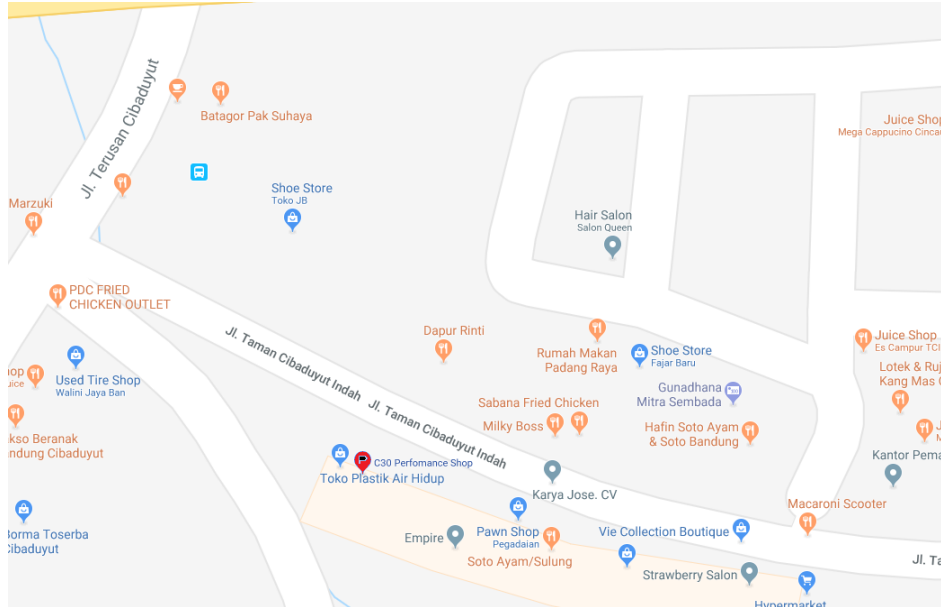 Jl. Terusan Cibaduyut
Batagor Pak Suhaya
Juice Shop
Mega Cappucino Cincau
Marzuki
Shoe Store
Toko JB
Hair Salon
Salon Queen
PDC FRIED
CHICKEN OUTLET
Jl. Taman Cibaduyut Indah
Jl. Taman Cibaduyut Indah
Dapur Rinti
Rumah Makan
Padang Raya
Shoe Store
Fajar Baru
Juice Shop
Es Campur
Lotek &
Kang Mas
Used Tire Shop
Walini Jaya Ban
Gunadhana
Mitra Sembada
Sabana Fried Chicken
Milky Boss
Hafin Soto Ayam
& Soto Bandung
Beranak
Cibaduyut
C30 Perfomance Shop
Toko Plastik Air Hidup
Kantor
Karya Jose. CV
Macaroni Scooter
Borma Toserba
Cibaduyut
Empire
Pawn Shop
Pegadaian
Vie Collection Boutique
Soto Ayam/Sulung
Jl.
Strawberry Salon
Hypermarket